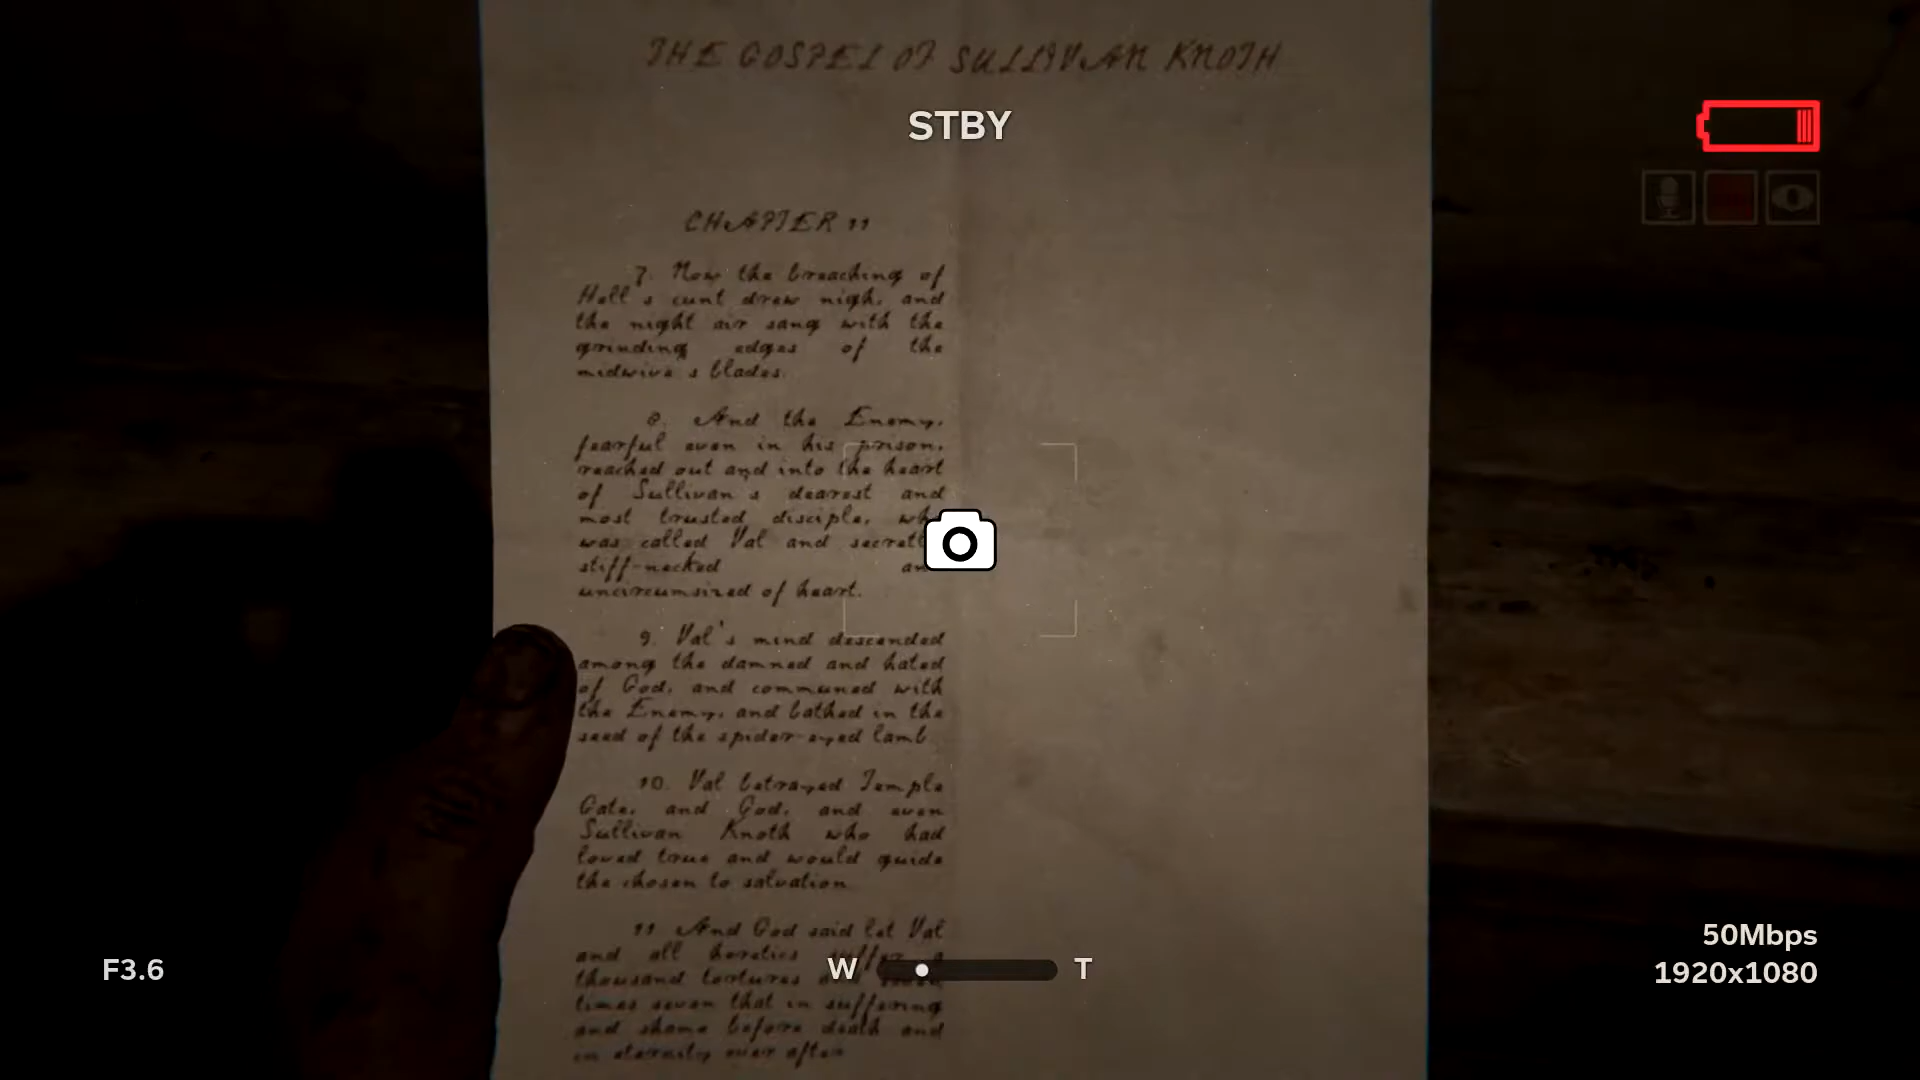 THE GOSPEL OF SULLIVAN KNOTH
STBY
CHAPTER 11
7. Now the breaching of
Hell's cunt drew nigh, and
the night air sang with the
grinding edges of the
midwive's blades.
8. And the Enemy,
fearful even in his prison,
reached out and into the heart
of Sullivan's dearest and
most trusted disciple, who
was called Val and secretly
stiff-necked and
uncircumsized of heart.
9. Val's mind descended
among the damned and hated
of God, and communed with
the Enemy, and bathed in the
seed of the spider-eyed lamb.
10. Val betrayed Temple
Gate, and God, and even
Sullivan Knoth who had
loved true and would guide
the chosen to salvation.
11. And God said let Val
and all heretics suffer a
thousand tortures and seven
times seven that in suffering
and shame before death and
in eternity ever after
F3.6
W T
50Mbps
1920x1080